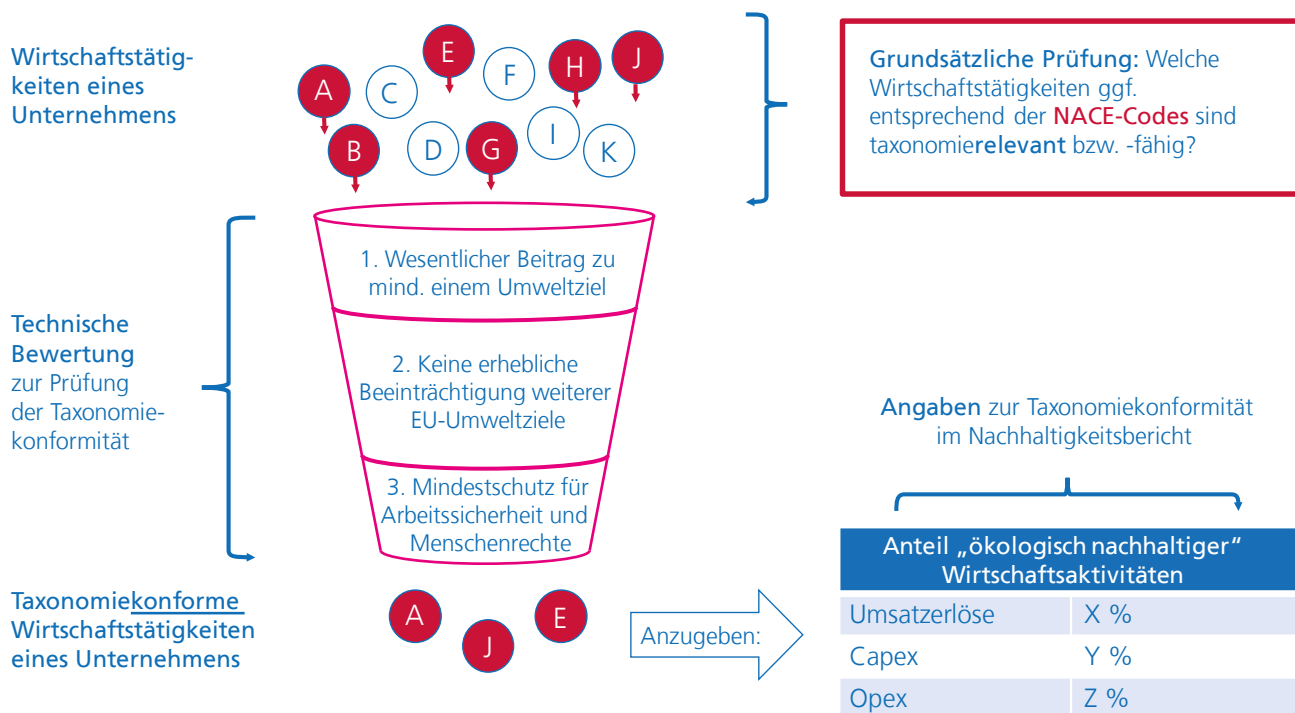 Wirtschaftstätig-
keiten eines
Unternehmens
A
B
C
D
E
F
G
H
I
J
K
Grundsätzliche Prüfung: Welche
Wirtschaftstätigkeiten ggf.
entsprechend der NACE-Codes sind
taxonomierelevant bzw. -fähig?
Technische
Bewertung
zur Prüfung
der Taxonomie-
konformität
1. Wesentlicher Beitrag zu
mind. einem Umweltziel
2. Keine erhebliche
Beeinträchtigung weiterer
EU-Umweltziele
3. Mindestschutz für
Arbeitssicherheit und
Menschenrechte
Taxonomiekonforme
Wirtschaftstätigkeiten
eines Unternehmens
A
J
E
Anzugeben:
Angaben zur Taxonomiekonformität
im Nachhaltigkeitsbericht
Anteil „ökologisch nachhaltiger“
Wirtschaftsaktivitäten
Umsatzerlöse X %
Capex Y %
Opex Z %